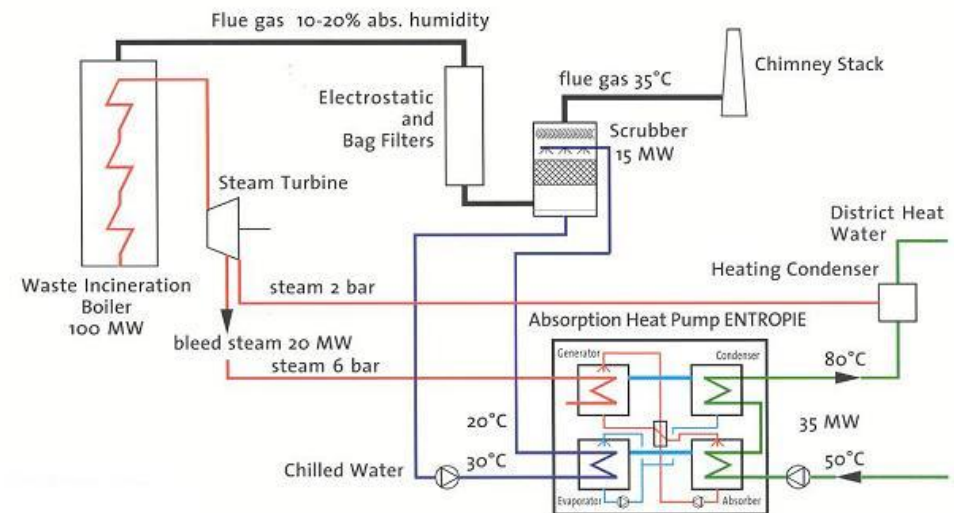 Flue gas 10-20% abs. humidity
Chimney Stack
flue gas 35°C
Electrostatic
and
Bag Filters
Scrubber
15 MW
Steam Turbine
District Heat
Water
Heating Condenser
Waste Incineration
Boiler
100 MW
steam 2 bar
bleed steam 20 MW
steam 6 bar
Absorption Heat Pump ENTROPIE
Generator
Condenser
80°C
20°C
35 MW
Chilled Water
30°C
50°C
Evaporator
Absorber